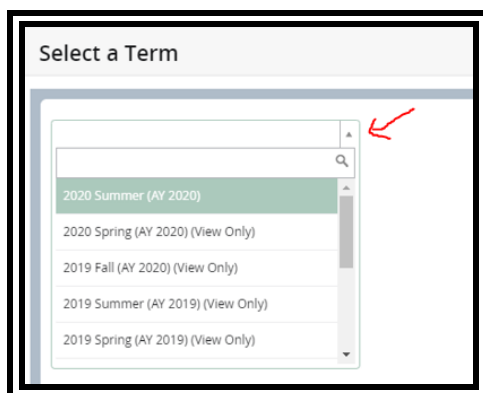 Select a Term
2020 Summer (AY 2020)
2020 Spring (AY 2020) (View Only)
2019 Fall (AY 2020) (View Only)
2019 Summer (AY 2019) (View Only)
2019 Spring (AY 2019) (View Only)